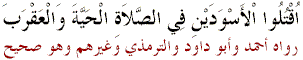 اُقْتُلُوا الْأَسْوَدَيْنِ فِي الصَّلَاةِ الْحَيَّةَ وَالْعَقْرَبَ
رواه أحمد وأبو داود والترمذي وغيرهم وهو صحيح